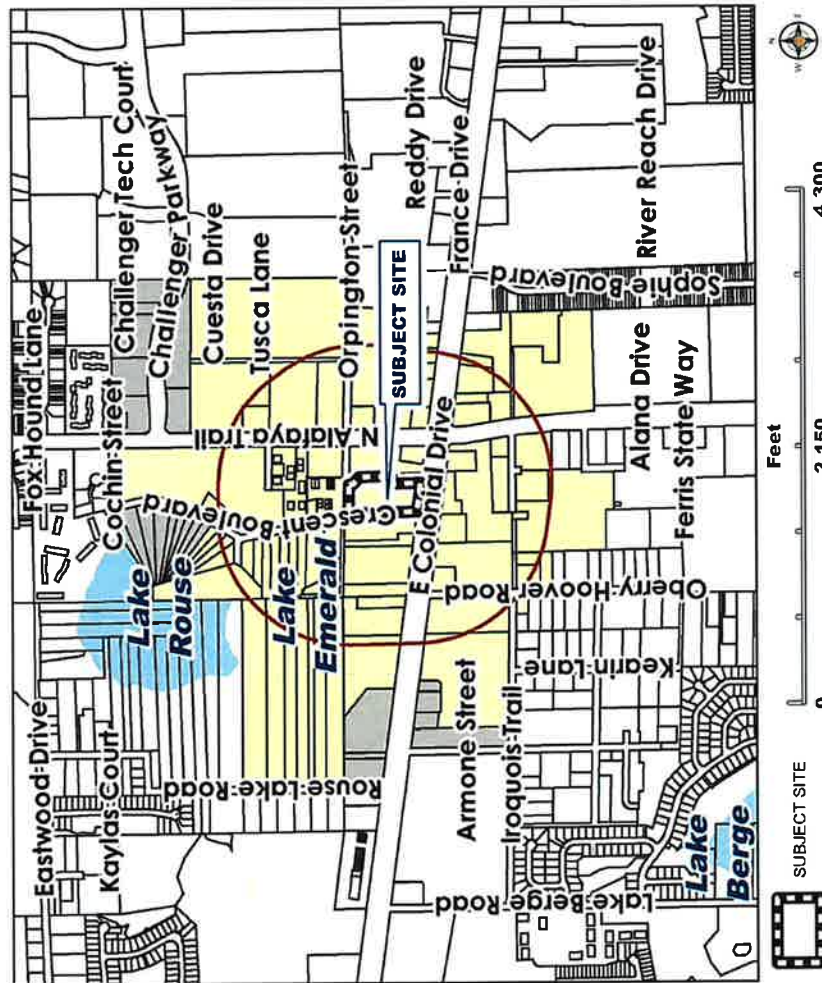 Fox Hound Lane
Cochin Street
Challenger Tech Court
Challenger Parkway
Cuesta Drive
Tusca Lane
Orpington Street
Reddy Drive
France Drive
River Reach Drive
Sophie Boulevard
SUBJECT SITE
N Alafaya Trail
Crescent Boulevard
E Colonial Drive
Lake
Rouse
Lake
Emerald
Eastwood Drive
Kaylas Court
Rouse Lake Road
Oberry Hoover Road
Kearin Lane
Armone Street
Iroquois Trail
Alana Drive
Ferris State Way
Lake Berge Road
Lake
Berge
SUBJECT SITE
Feet
0 2,150 4,300
N
E
W
S